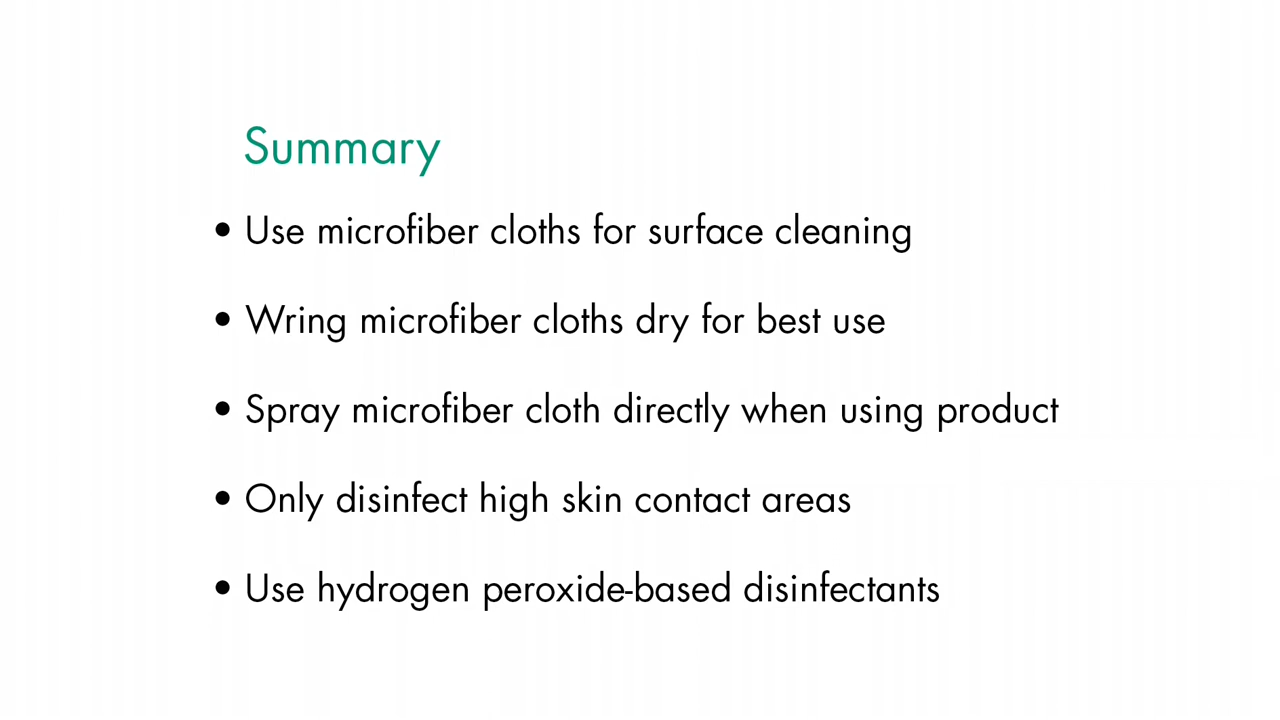 Summary
• Use microfiber cloths for surface cleaning
• Wring microfiber cloths dry for best use
• Spray microfiber cloth directly when using product
• Only disinfect high skin contact areas
• Use hydrogen peroxide-based disinfectants